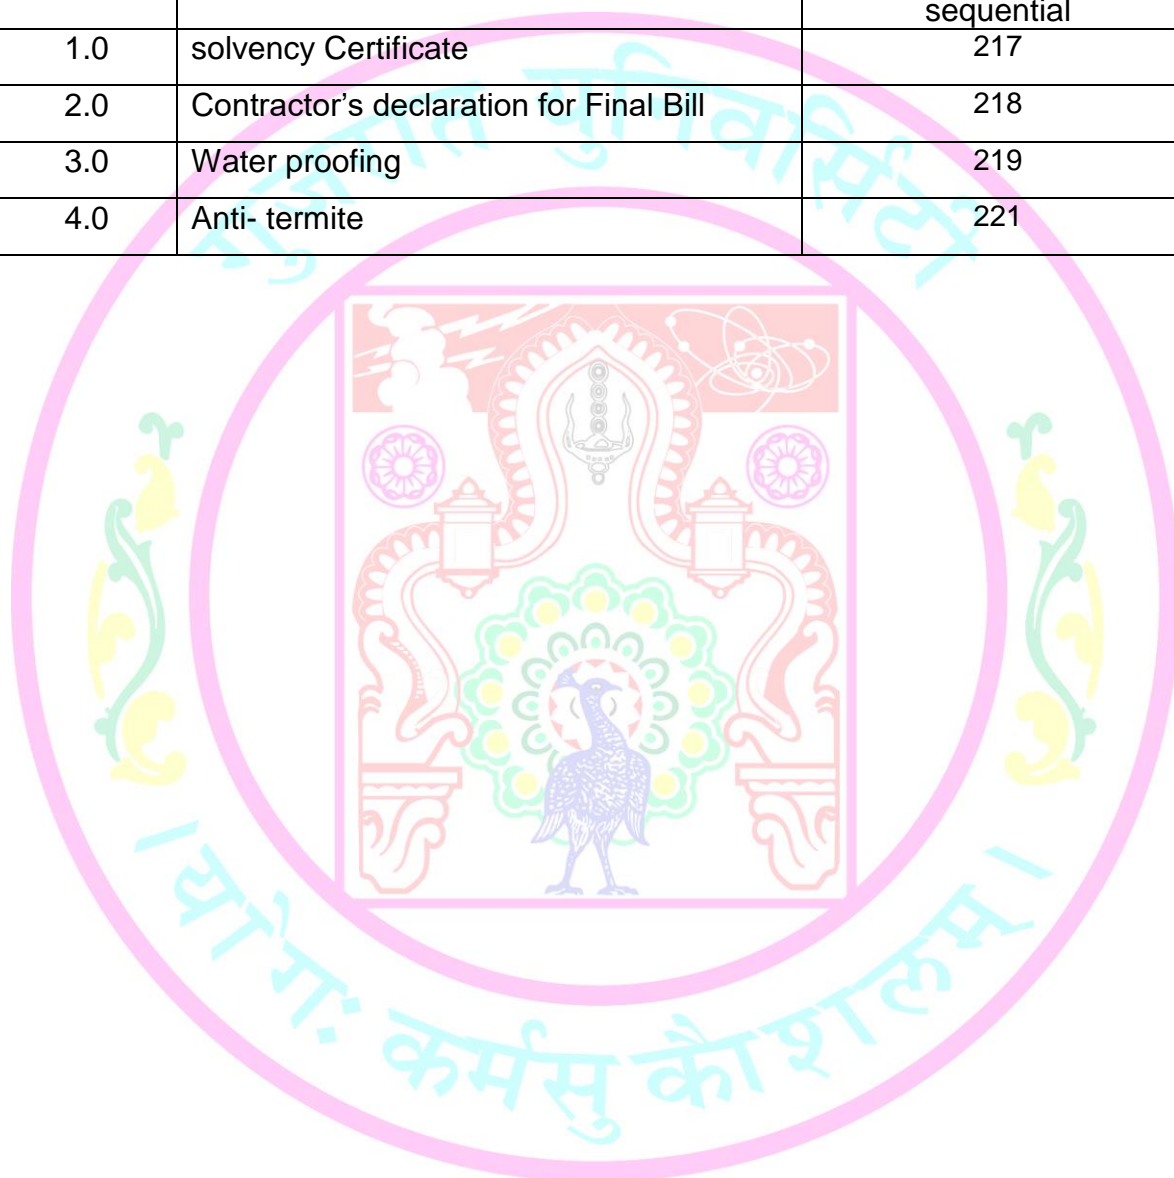 sequential
1.0 solvency Certificate 217
2.0 Contractor’s declaration for Final Bill 218
3.0 Water proofing 219
4.0 Anti- termite 221
गुजरात युनिवर्सिटी
। योगः कर्मसु कौशलम् ।